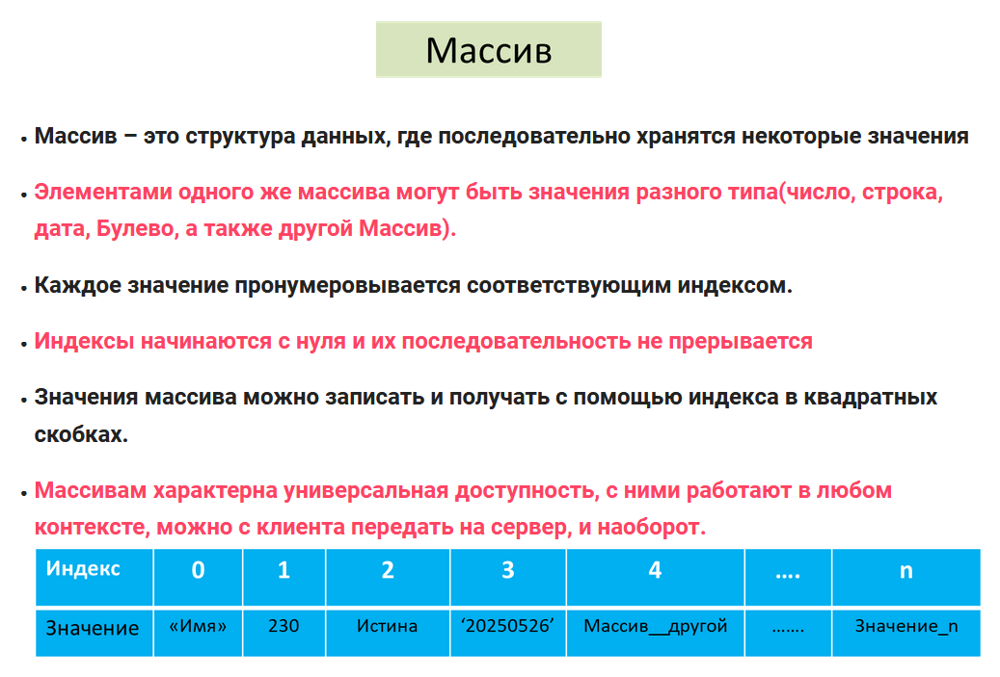 Массив
• Массив – это структура данных, где последовательно хранятся некоторые значения
• Элементами одного же массива могут быть значения разного типа(число, строка,
дата, Булево, а также другой Массив).
• Каждое значение пронумеровывается соответствующим индексом.
• Индексы начинаются с нуля и их последовательность не прерывается
• Значения массива можно записать и получать с помощью индекса в квадратных
скобках.
• Массивам характерна универсальная доступность, с ними работают в любом
контексте, можно с клиента передать на сервер, и наоборот.
Индекс 0 1 2 3 4 .... n
Значение «Имя» 230 Истина ‘20250526’ Массив__другой ....... Значение_n